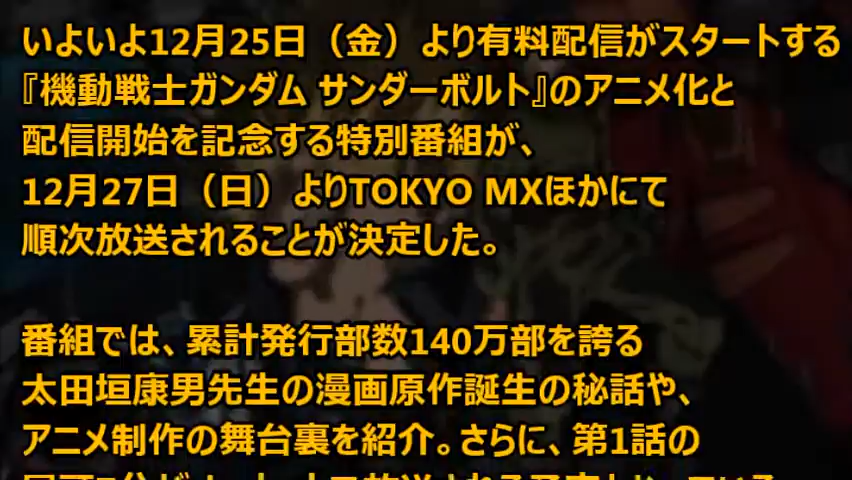 いよいよ12月25日（金）より有料配信がスタートする
『機動戦士ガンダム サンダーボルト』のアニメ化と
配信開始を記念する特別番組が、
12月27日（日）よりTOKYO MXほかにて
順次放送されることが決定した。
番組では、累計発行部数140万部を誇る
太田垣康男先生の漫画原作誕生の秘話や、
アニメ制作の舞台裏を紹介。さらに、第1話の